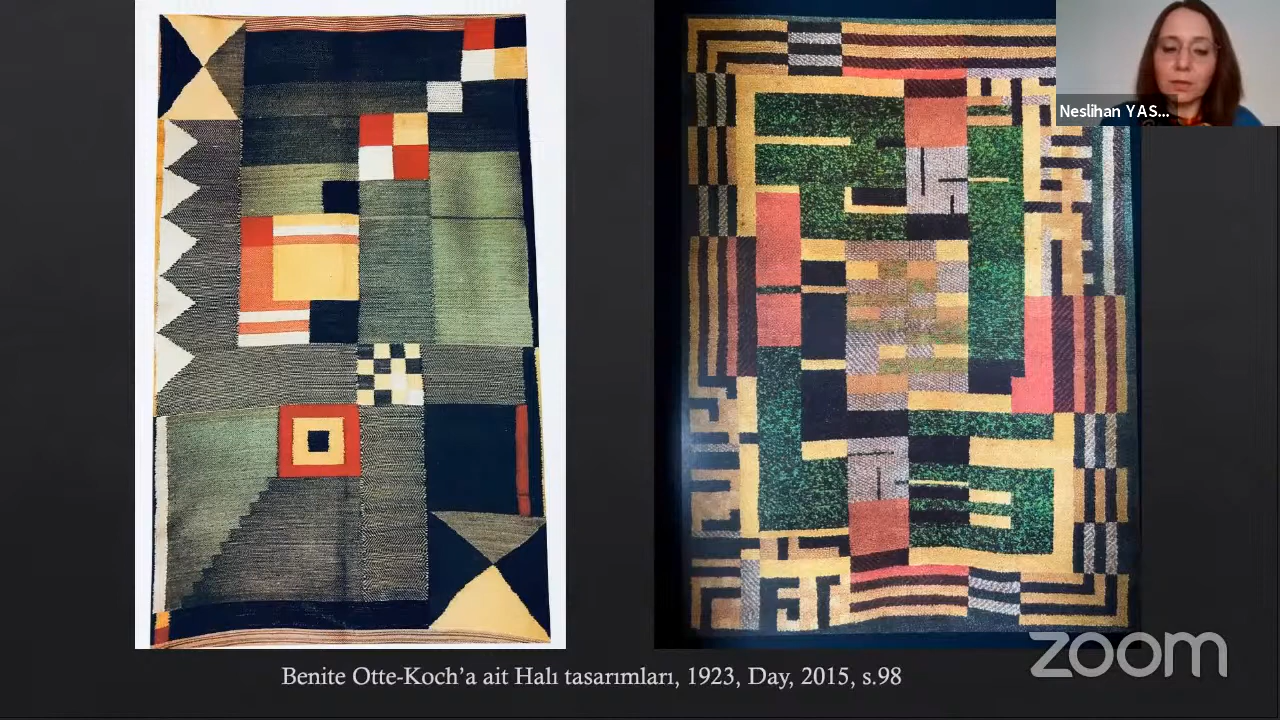 Neslihan YAS...
Benite Otte-Koch’a ait Halı tasarımları, 1923, Day, 2015, s.98
zoom